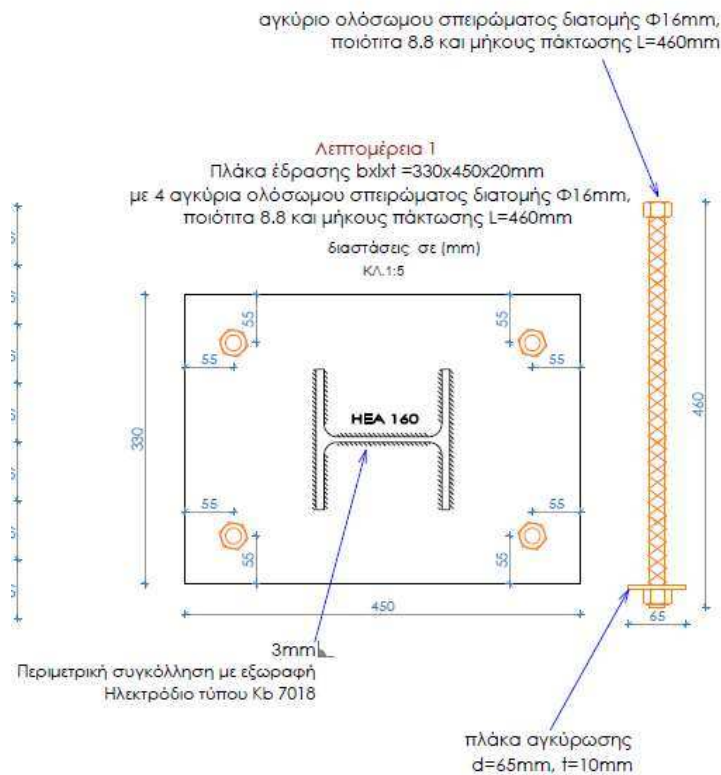 αγκύριο ολόσωμου σπειρώματος διατομής Φ16mm,
ποιότιτα 8.8 και μήκους πάκτωσης L=460mm
Λεπτομέρεια 1
Πλάκα έδρασης bxlxt =330x450x20mm
με 4 αγκύρια ολόσωμου σπειρώματος διατομής Φ16mm,
ποιότιτα 8.8 και μήκους πάκτωσης L=460mm
διαστάσεις σε (mm)
ΚΛ.1:5
55
55
55
55
HEA 160
330
460
55
55
55
55
450
65
3mm
Περιμετρική συγκόλληση με εξωραφή
Ηλεκτρόδιο τύπου Kb 7018
πλάκα αγκύρωσης
d=65mm, t=10mm